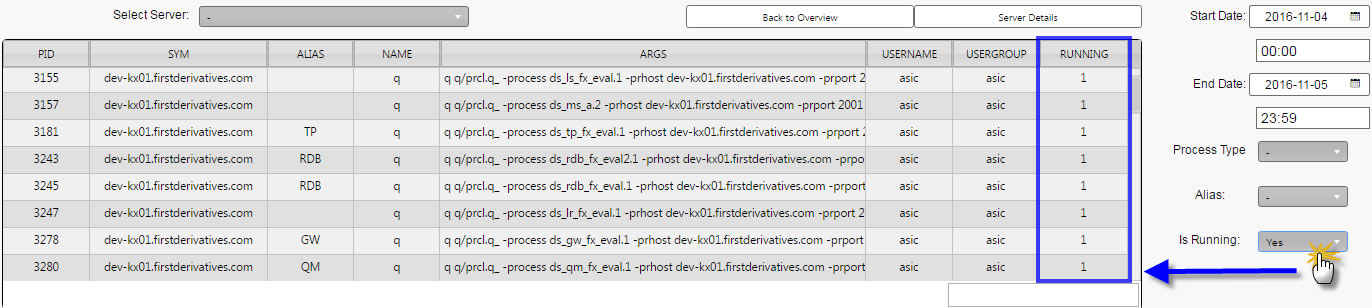 Select Server: - Back to Overview Server Details Start Date: 2016-11-04
00:00
PID SYM ALIAS NAME ARGS USERNAME USERGROUP RUNNING
3155 dev-kx01.firstderivatives.com q q q/prcl.q_ -process ds_ls_fx_eval.1 -prhost dev-kx01.firstderivatives.com -prport 2 asic asic 1
End Date: 2016-11-05
3157 dev-kx01.firstderivatives.com q q q/prcl.q_ -process ds_ms_a.2 -prhost dev-kx01.firstderivatives.com -prport 2001 asic asic 1
23:59
3181 dev-kx01.firstderivatives.com TP q q q/prcl.q_ -process ds_tp_fx_eval.1 -prhost dev-kx01.firstderivatives.com -prport asic asic 1
Process Type -
3243 dev-kx01.firstderivatives.com RDB q q q/prcl.q_ -process ds_rdb_fx_eval2.1 -prhost dev-kx01.firstderivatives.com -prpor asic asic 1
3245 dev-kx01.firstderivatives.com RDB q q q/prcl.q_ -process ds_rdb_fx_eval.1 -prhost dev-kx01.firstderivatives.com -prport asic asic 1
Alias: -
3247 dev-kx01.firstderivatives.com q q q/prcl.q_ -process ds_lr_fx_eval.1 -prhost dev-kx01.firstderivatives.com -prport 2 asic asic 1
3278 dev-kx01.firstderivatives.com GW q q q/prcl.q_ -process ds_gw_fx_eval.1 -prhost dev-kx01.firstderivatives.com -prport asic asic 1
Is Running: Yes
3280 dev-kx01.firstderivatives.com QM q q q/prcl.q_ -process ds_qm_fx_eval.1 -prhost dev-kx01.firstderivatives.com -prport asic asic 1